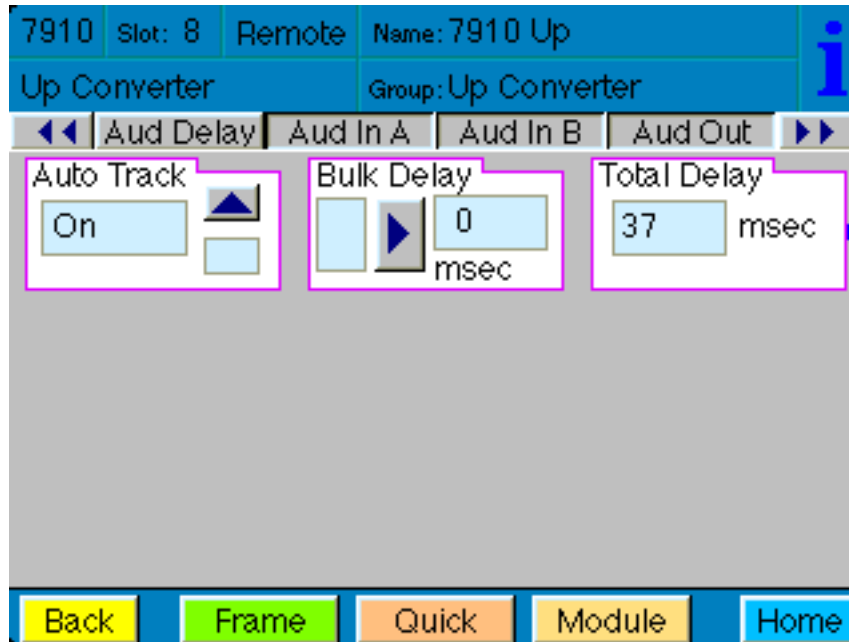 7910 Slot: 8 Remote Name: 7910 Up
Up Converter Group: Up Converter
Aud Delay Aud In A Aud In B Aud Out
Auto Track Bulk Delay Total Delay
On 0 37 msec
msec
Back Frame Quick Module Home